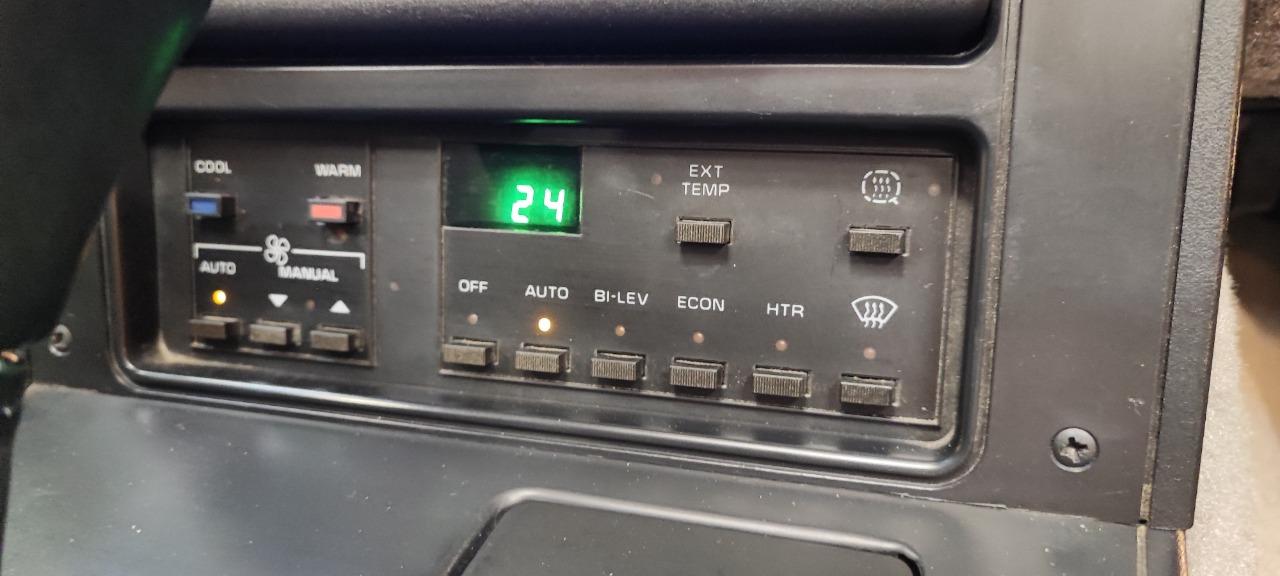 COOL WARM
AUTO MANUAL
24
EXT
TEMP
OFF AUTO BI-LEV ECON HTR